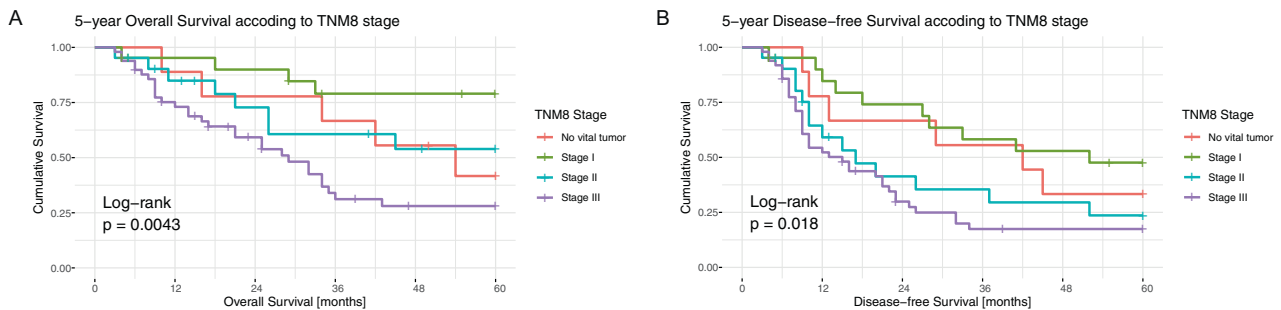 A
5-year Overall Survival accoding to TNM8 stage
1.00
0.75
0.50
0.25
0.00
Cumulative Survival
Log-rank
p = 0.0043
0 12 24 36 48 60
Overall Survival [months]
TNM8 Stage
No vital tumor
Stage I
Stage II
Stage III
B
5-year Disease-free Survival accoding to TNM8 stage
1.00
0.75
0.50
0.25
0.00
Cumulative Survival
Log-rank
p = 0.018
0 12 24 36 48 60
Disease-free Survival [months]
TNM8 Stage
No vital tumor
Stage I
Stage II
Stage III